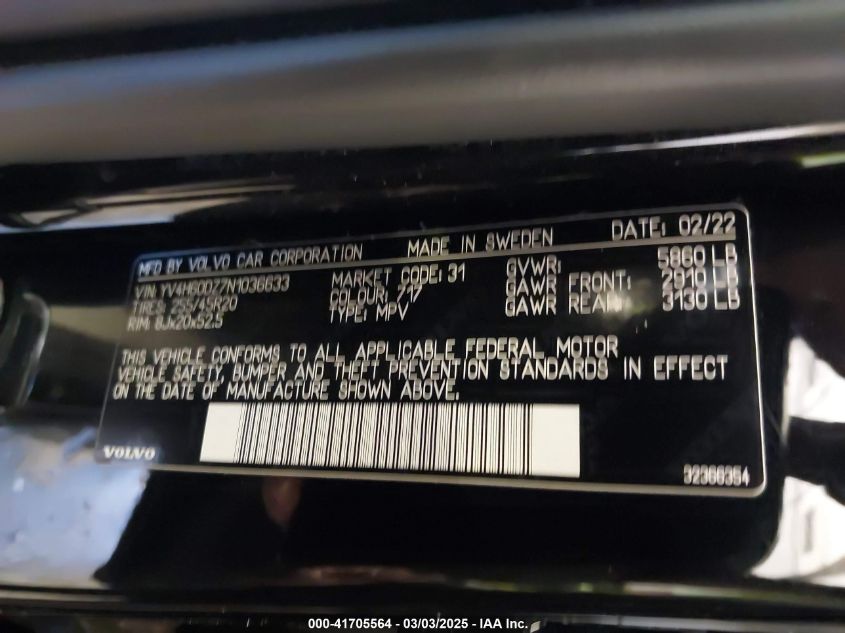 MFD BY VOLVO CAR CORPORATION MADE IN SWEDEN DATE: 02/22
VIN: YV4H60DZ7N1036633 MARKET CODE: 31 GVWR: 5860 LB
TIRES: 255/45R20 COLOUR: 717 GAWR FRONT: 2910 LB
RIM: 8Jx20x52.5 TYPE: MPV GAWR REAR: 3130 LB
THIS VEHICLE CONFORMS TO ALL APPLICABLE FEDERAL MOTOR
VEHICLE SAFETY, BUMPER AND THEFT PREVENTION STANDARDS IN EFFECT
ON THE DATE OF MANUFACTURE SHOWN ABOVE.
VOLVO
32366354
000-41705564 - 03/03/2025 - IAA Inc.